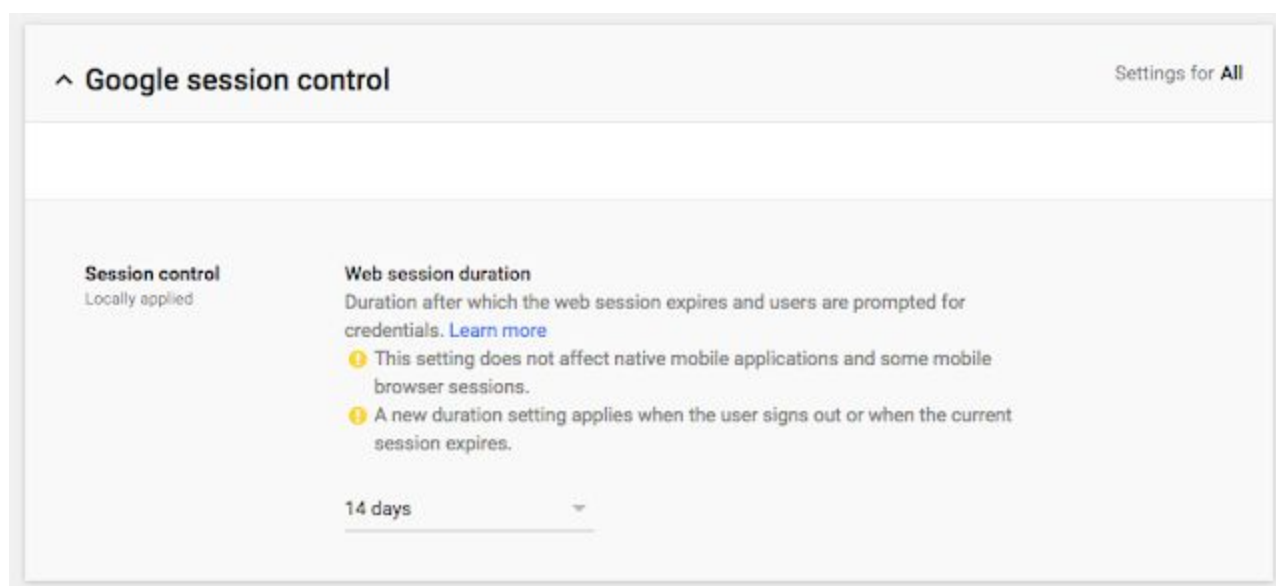 Google session control
Settings for All
Session control
Locally applied
Web session duration
Duration after which the web session expires and users are prompted for
credentials. Learn more
This setting does not affect native mobile applications and some mobile
browser sessions.
A new duration setting applies when the user signs out or when the current
session expires.
14 days